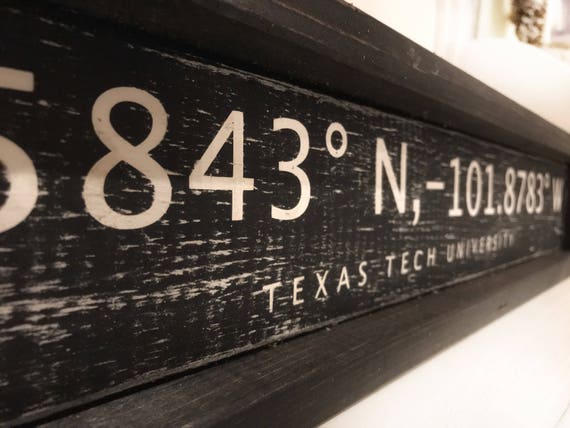 5843° N,-101.8783° W
TEXAS TECH UNIVERSITY